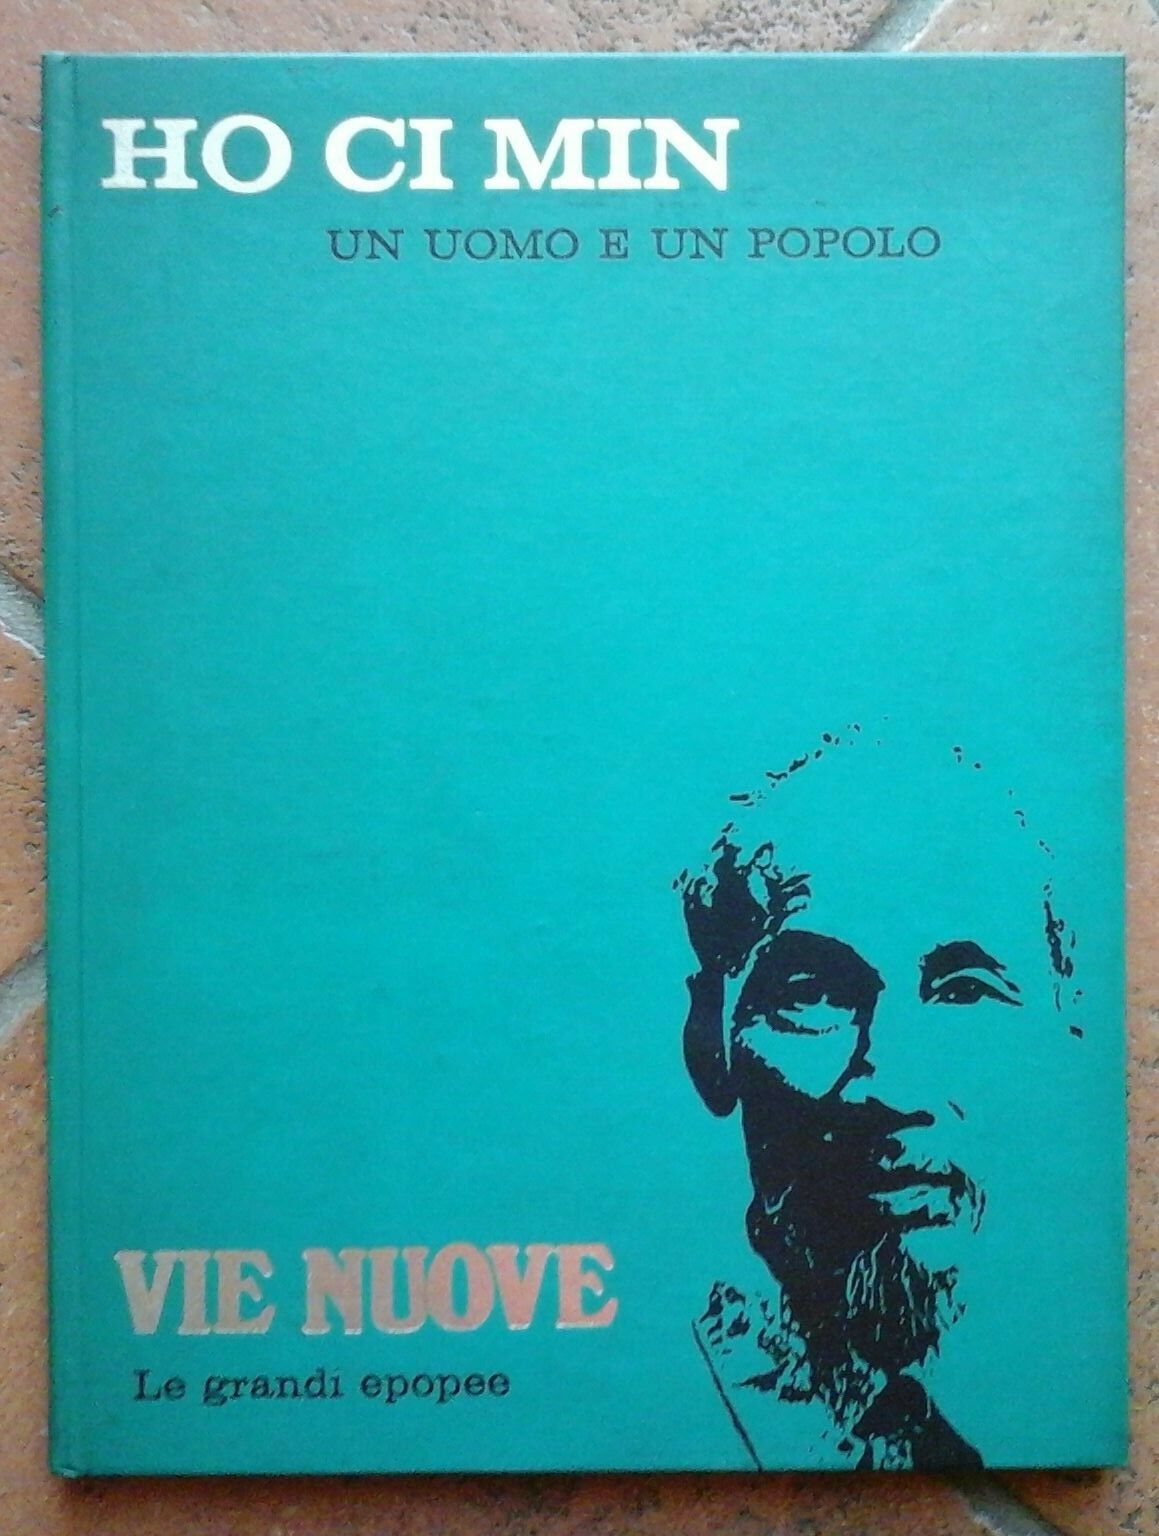 HO CI MIN
UN UOMO E UN POPOLO
VIE NUOVE
Le grandi epopee